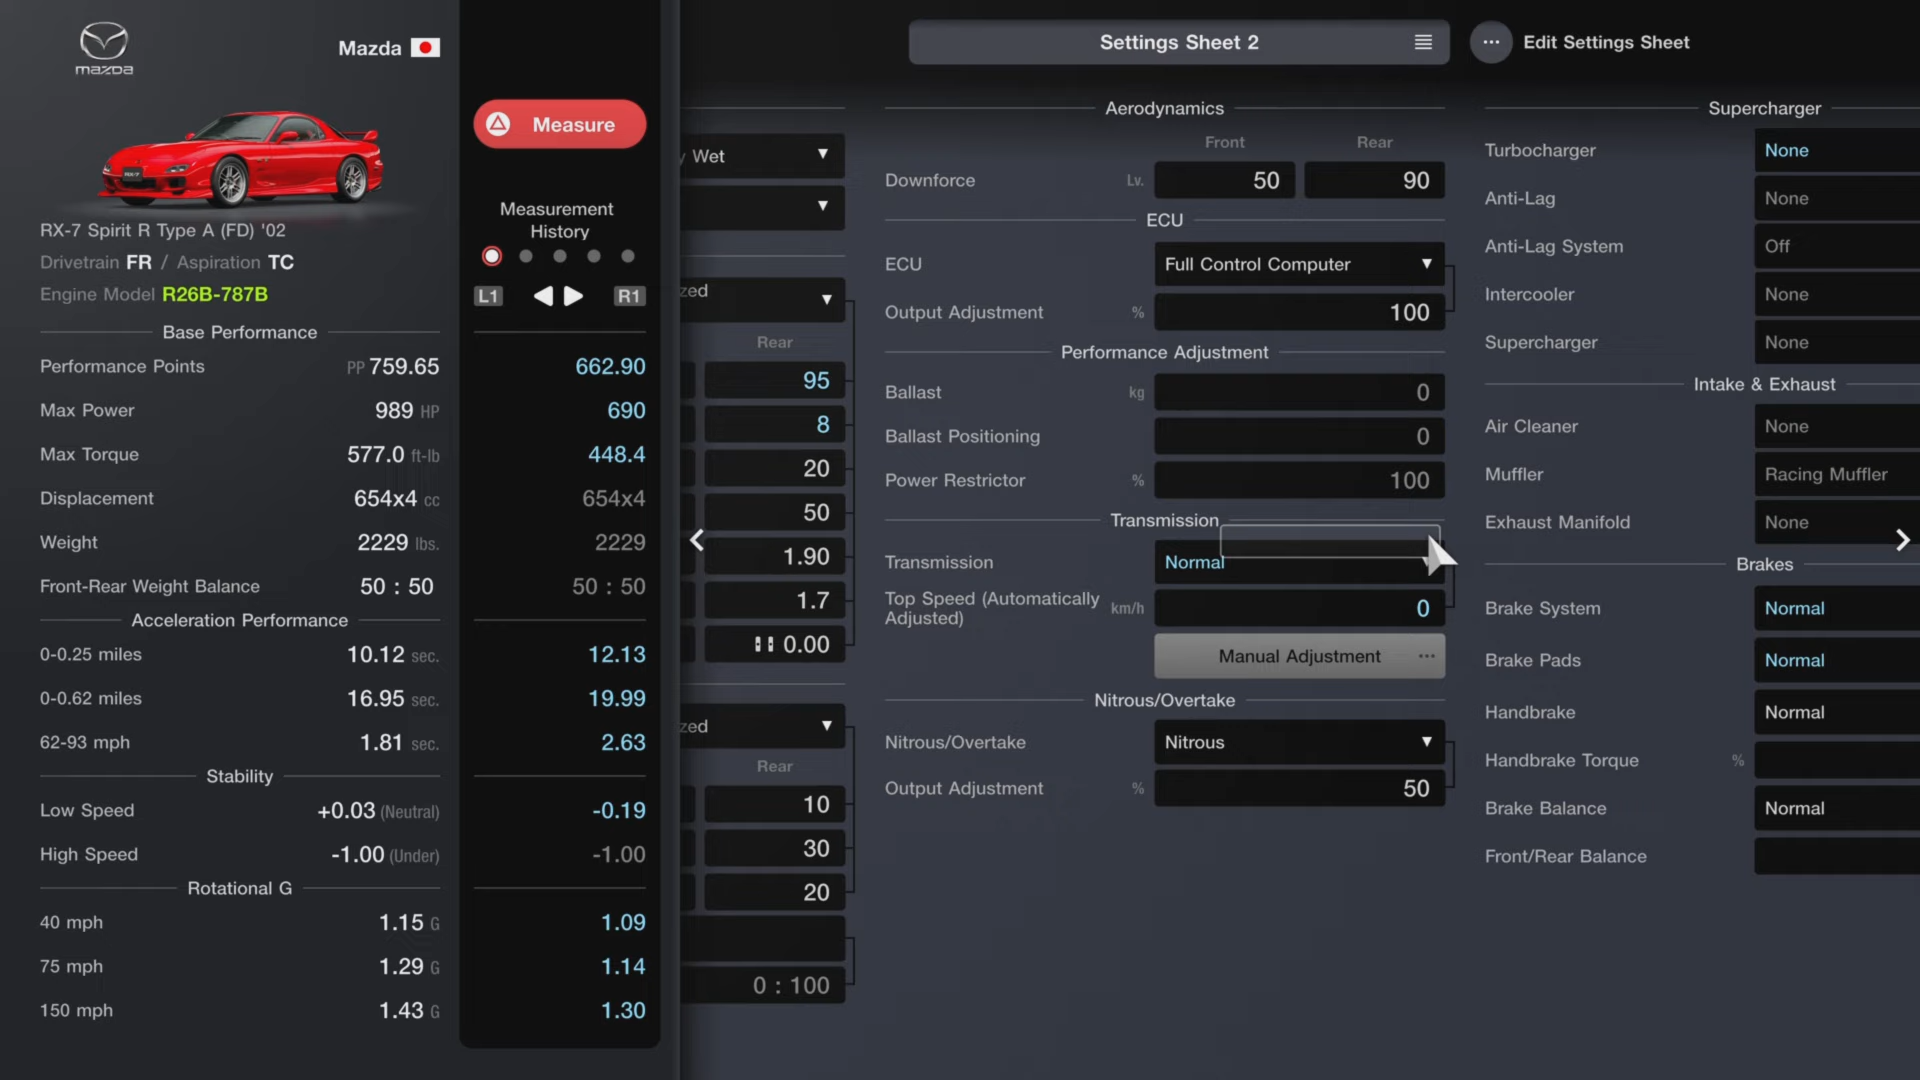 mazda
Mazda
RX-7 Spirit R Type A (FD) '02
Drivetrain FR / Aspiration TC
Engine Model R26B-787B
Base Performance
Performance Points PP 759.65
Max Power 989 HP
Max Torque 577.0 ft-lb
Displacement 654x4 cc
Weight 2229 lbs.
Front-Rear Weight Balance 50 : 50
Acceleration Performance
0-0.25 miles 10.12 sec.
0-0.62 miles 16.95 sec.
62-93 mph 1.81 sec.
Stability
Low Speed +0.03 (Neutral)
High Speed -1.00 (Under)
Rotational G
40 mph 1.15 G
75 mph 1.29 G
150 mph 1.43 G
Measure
Measurement
History
L1 R1
662.90
690
448.4
654x4
2229
50 : 50
12.13
19.99
2.63
-0.19
-1.00
1.09
1.14
1.30
Settings Sheet 2
Edit Settings Sheet
y Wet
zed
Rear
95
8
20
50
1.90
1.7
0.00
zed
Rear
10
30
20
0 : 100
Aerodynamics
Front Rear
Downforce Lv. 50 90
ECU
ECU Full Control Computer
Output Adjustment % 100
Performance Adjustment
Ballast kg 0
Ballast Positioning 0
Power Restrictor % 100
Transmission
Transmission Normal
Top Speed (Automatically
Adjusted) km/h 0
Manual Adjustment
Nitrous/Overtake
Nitrous/Overtake Nitrous
Output Adjustment % 50
Supercharger
Turbocharger None
Anti-Lag None
Anti-Lag System Off
Intercooler None
Supercharger None
Intake & Exhaust
Air Cleaner None
Muffler Racing Muffler
Exhaust Manifold None
Brakes
Brake System Normal
Brake Pads Normal
Handbrake Normal
Handbrake Torque %
Brake Balance Normal
Front/Rear Balance